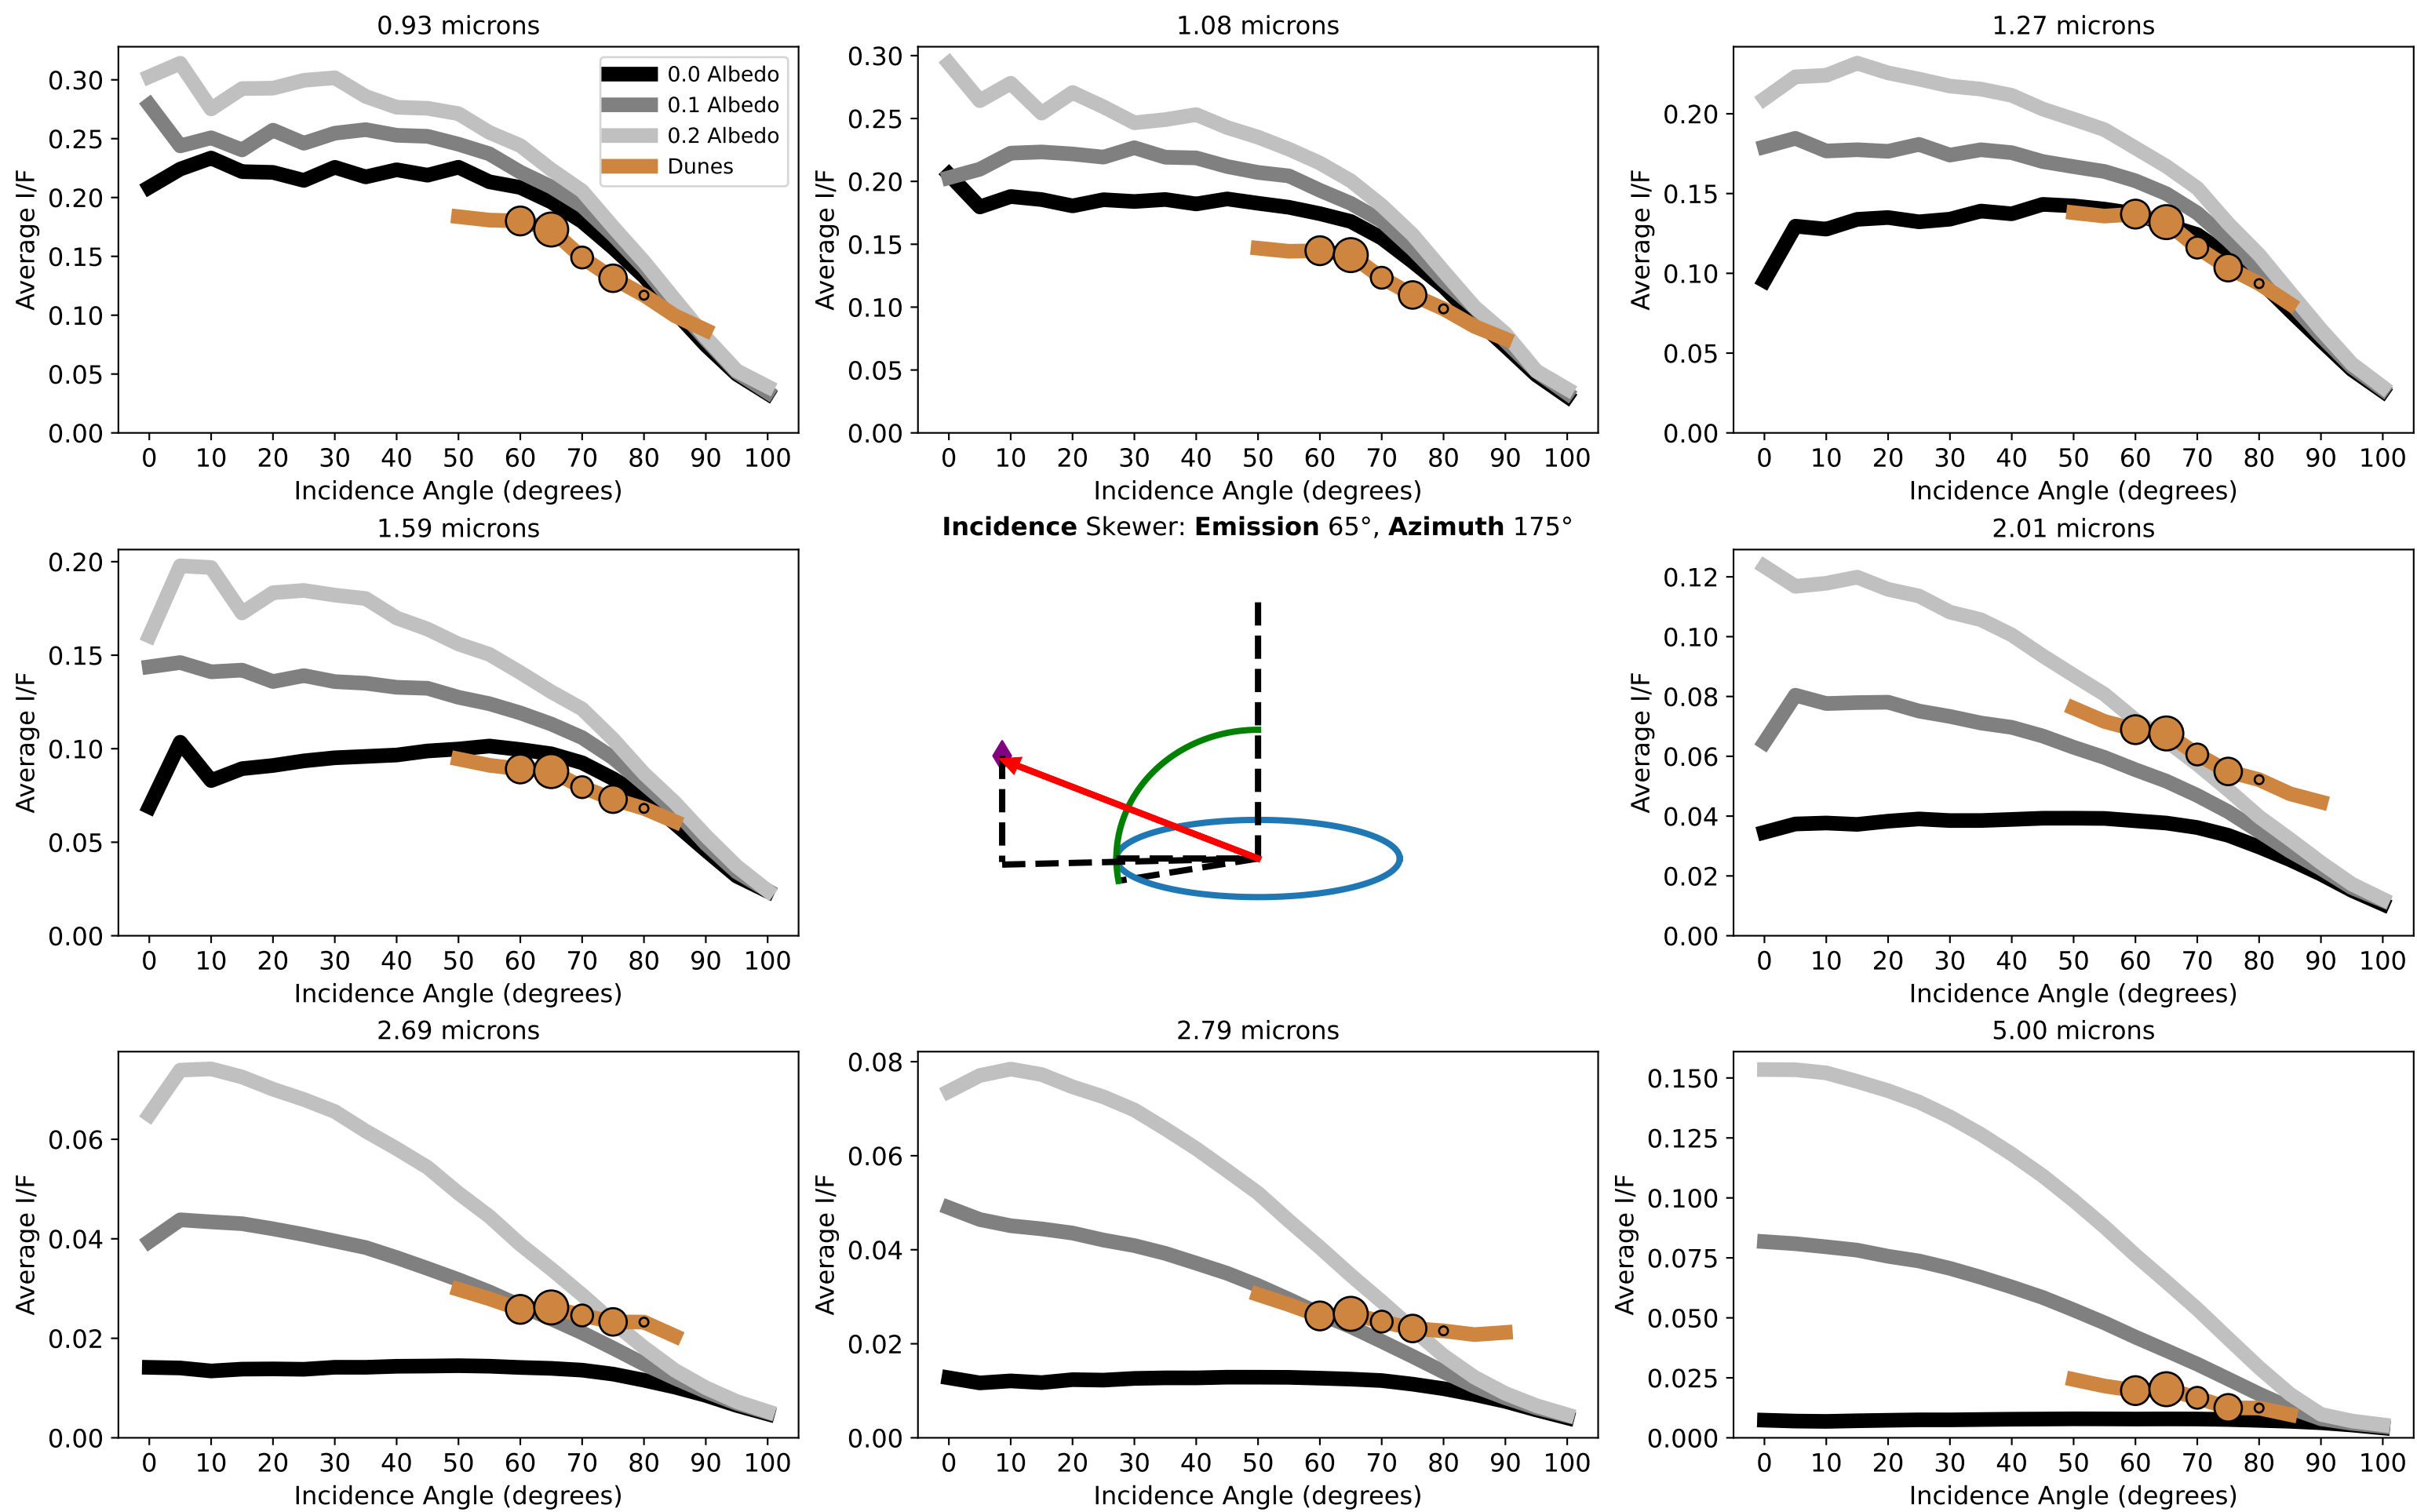 0.93 microns
0.30
0.25
0.20
0.15
0.10
0.05
0.00
Average I/F
0.0 Albedo
0.1 Albedo
0.2 Albedo
Dunes
0 10 20 30 40 50 60 70 80 90 100
Incidence Angle (degrees)
1.08 microns
0.30
0.25
0.20
0.15
0.10
0.05
0.00
Average I/F
0 10 20 30 40 50 60 70 80 90 100
Incidence Angle (degrees)
1.27 microns
0.20
0.15
0.10
0.05
0.00
Average I/F
0 10 20 30 40 50 60 70 80 90 100
Incidence Angle (degrees)
1.59 microns
0.20
0.15
0.10
0.05
0.00
Average I/F
0 10 20 30 40 50 60 70 80 90 100
Incidence Angle (degrees)
Incidence Skewer: Emission 65°, Azimuth 175°
2.01 microns
0.12
0.10
0.08
0.06
0.04
0.02
0.00
Average I/F
0 10 20 30 40 50 60 70 80 90 100
Incidence Angle (degrees)
2.69 microns
0.06
0.04
0.02
0.00
Average I/F
0 10 20 30 40 50 60 70 80 90 100
Incidence Angle (degrees)
2.79 microns
0.08
0.06
0.04
0.02
0.00
Average I/F
0 10 20 30 40 50 60 70 80 90 100
Incidence Angle (degrees)
5.00 microns
0.150
0.125
0.100
0.075
0.050
0.025
0.000
Average I/F
0 10 20 30 40 50 60 70 80 90 100
Incidence Angle (degrees)